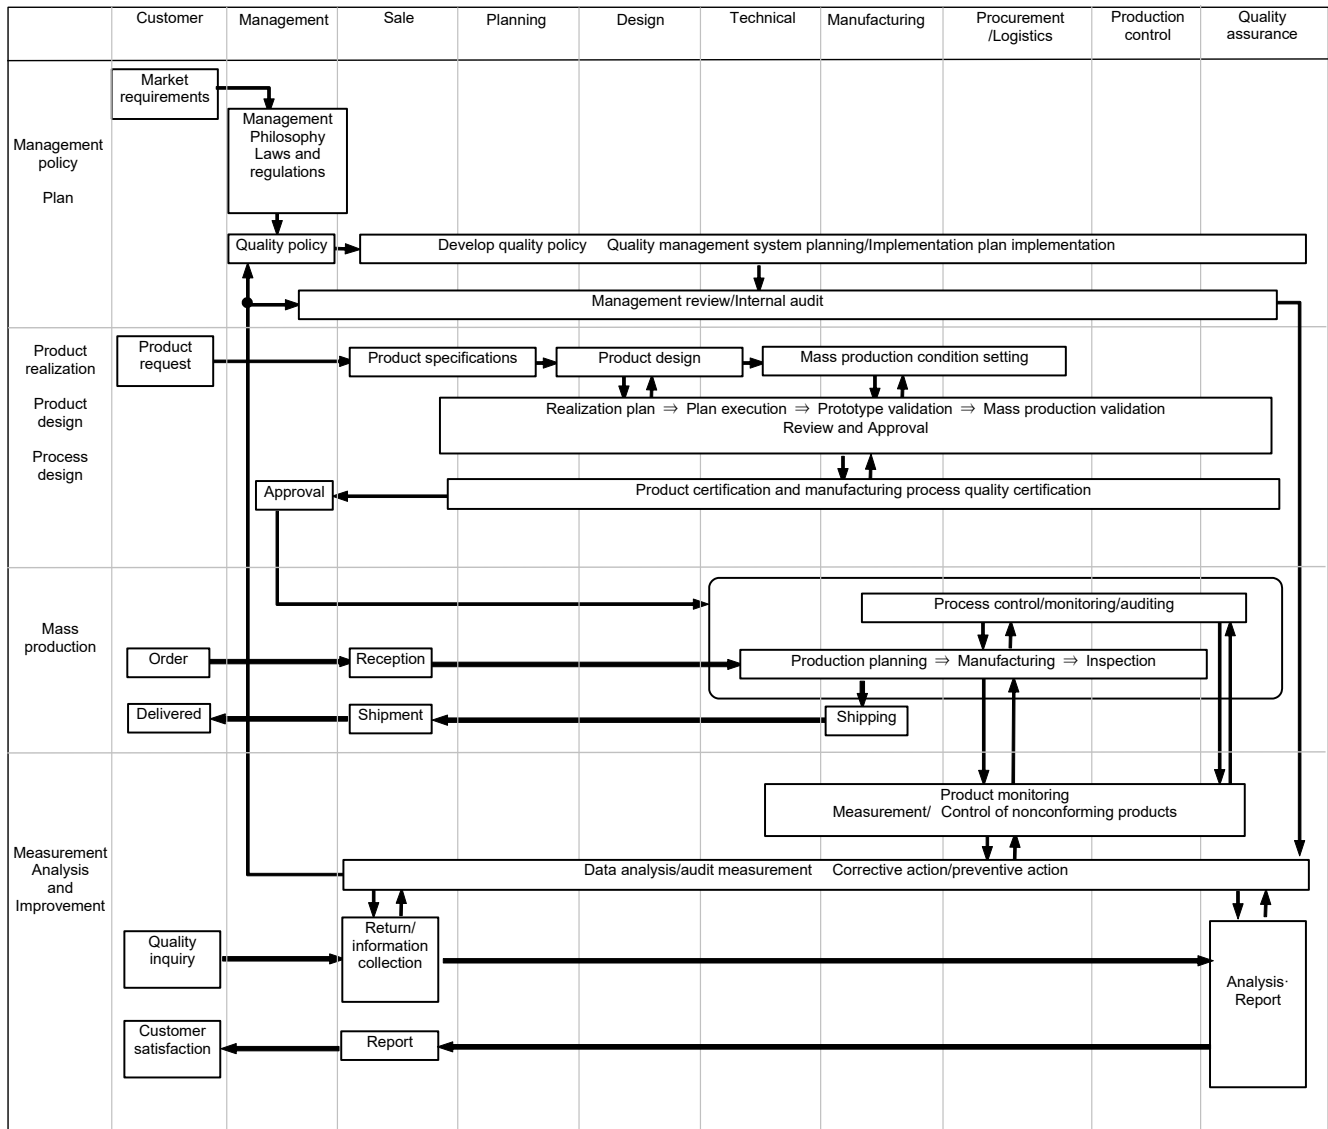 Customer
Management
Sale
Planning
Design
Technical
Manufacturing
Procurement
/Logistics
Production
control
Quality
assurance
Management
policy
Plan
Market
requirements
Management
Philosophy
Laws and
regulations
Quality policy
Develop quality policy Quality management system planning/Implementation plan implementation
Management review/Internal audit
Product
realization
Product
design
Process
design
Product
request
Product specifications
Product design
Mass production condition setting
Realization plan ⇒ Plan execution ⇒ Prototype validation ⇒ Mass production validation
Review and Approval
Approval
Product certification and manufacturing process quality certification
Mass
production
Process control/monitoring/auditing
Order
Reception
Production planning ⇒ Manufacturing ⇒ Inspection
Delivered
Shipment
Shipping
Measurement
Analysis
and
Improvement
Product monitoring
Measurement/ Control of nonconforming products
Data analysis/audit measurement Corrective action/preventive action
Quality
inquiry
Return/
information
collection
Analysis·
Report
Customer
satisfaction
Report